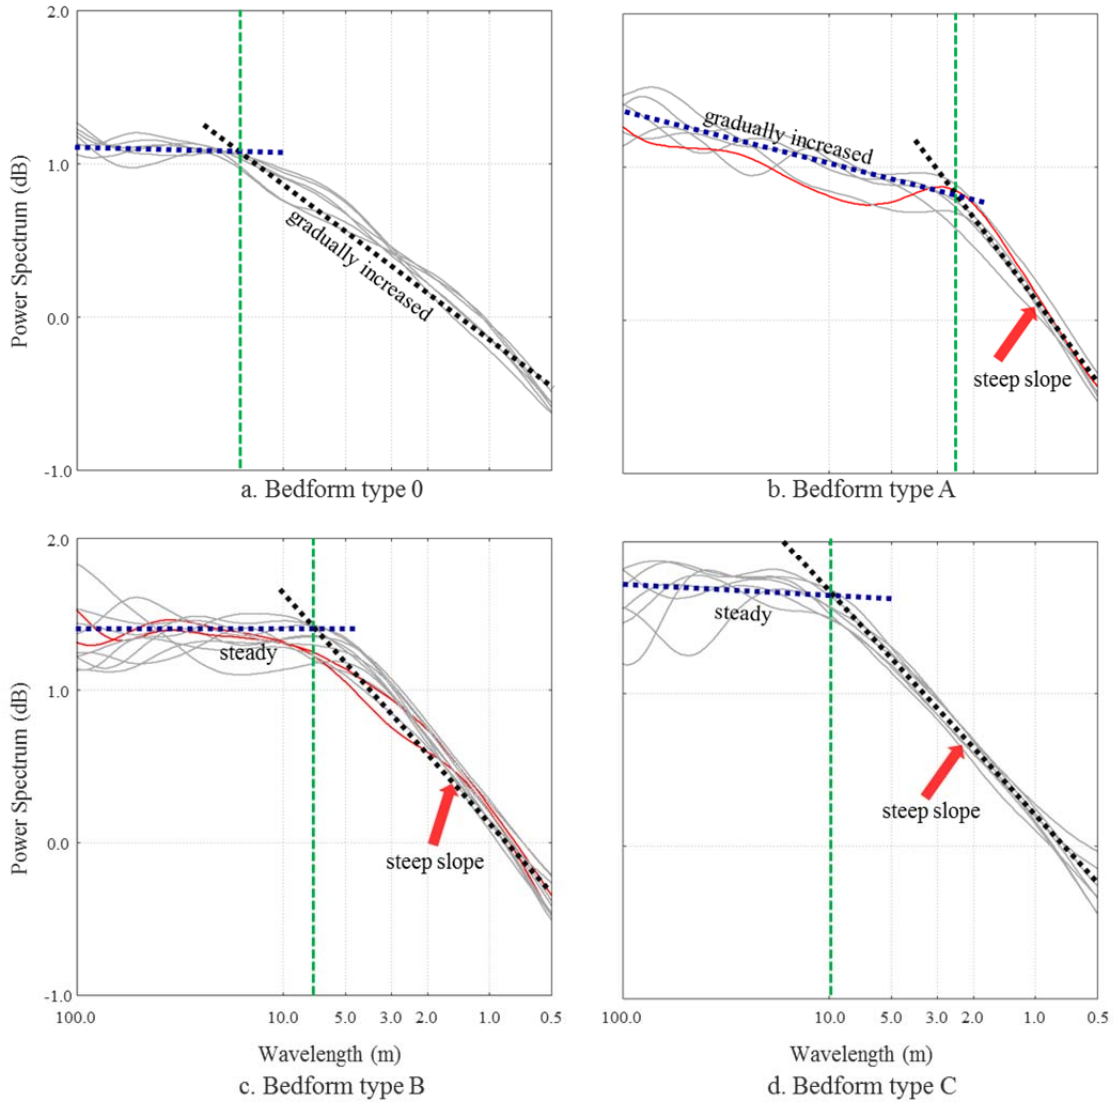 2.0
1.0
0.0
-1.0
Power Spectrum (dB)
gradually increased
a. Bedform type 0
gradually increased
steep slope
b. Bedform type A
2.0
1.0
0.0
-1.0
Power Spectrum (dB)
steady
steep slope
100.0 10.0 5.0 3.0 2.0 1.0 0.5
Wavelength (m)
c. Bedform type B
steady
steep slope
100.0 10.0 5.0 3.0 2.0 1.0 0.5
Wavelength (m)
d. Bedform type C